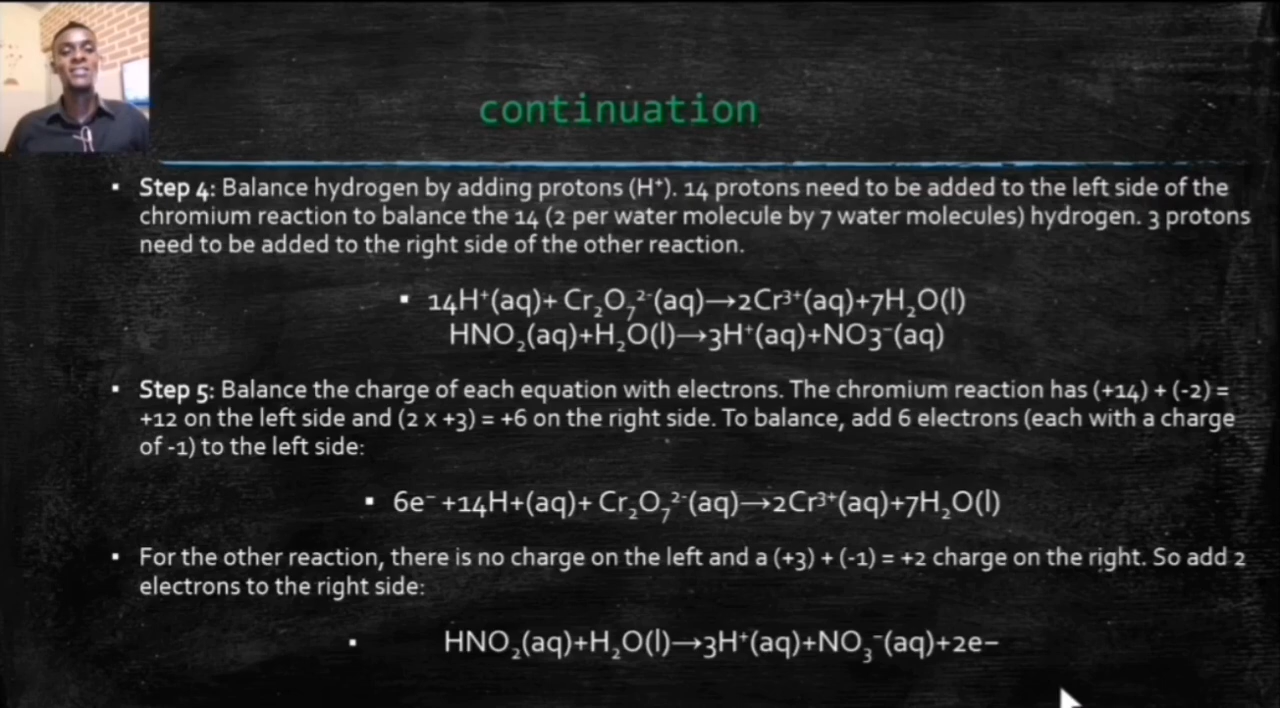 continuation
▪ Step 4: Balance hydrogen by adding protons (H⁺). 14 protons need to be added to the left side of the
chromium reaction to balance the 14 (2 per water molecule by 7 water molecules) hydrogen. 3 protons
need to be added to the right side of the other reaction.
▪ 14H⁺(aq)+ Cr₂O₇²⁻(aq)→2Cr³⁺(aq)+7H₂O(l)
HNO₂(aq)+H₂O(l)→3H⁺(aq)+NO3⁻(aq)
▪ Step 5: Balance the charge of each equation with electrons. The chromium reaction has (+14) + (-2) =
+12 on the left side and (2 x +3) = +6 on the right side. To balance, add 6 electrons (each with a charge
of -1) to the left side:
▪ 6e⁻ +14H+(aq)+ Cr₂O₇²⁻(aq)→2Cr³⁺(aq)+7H₂O(l)
▪ For the other reaction, there is no charge on the left and a (+3) + (-1) = +2 charge on the right. So add 2
electrons to the right side:
▪ HNO₂(aq)+H₂O(l)→3H⁺(aq)+NO₃⁻(aq)+2e−